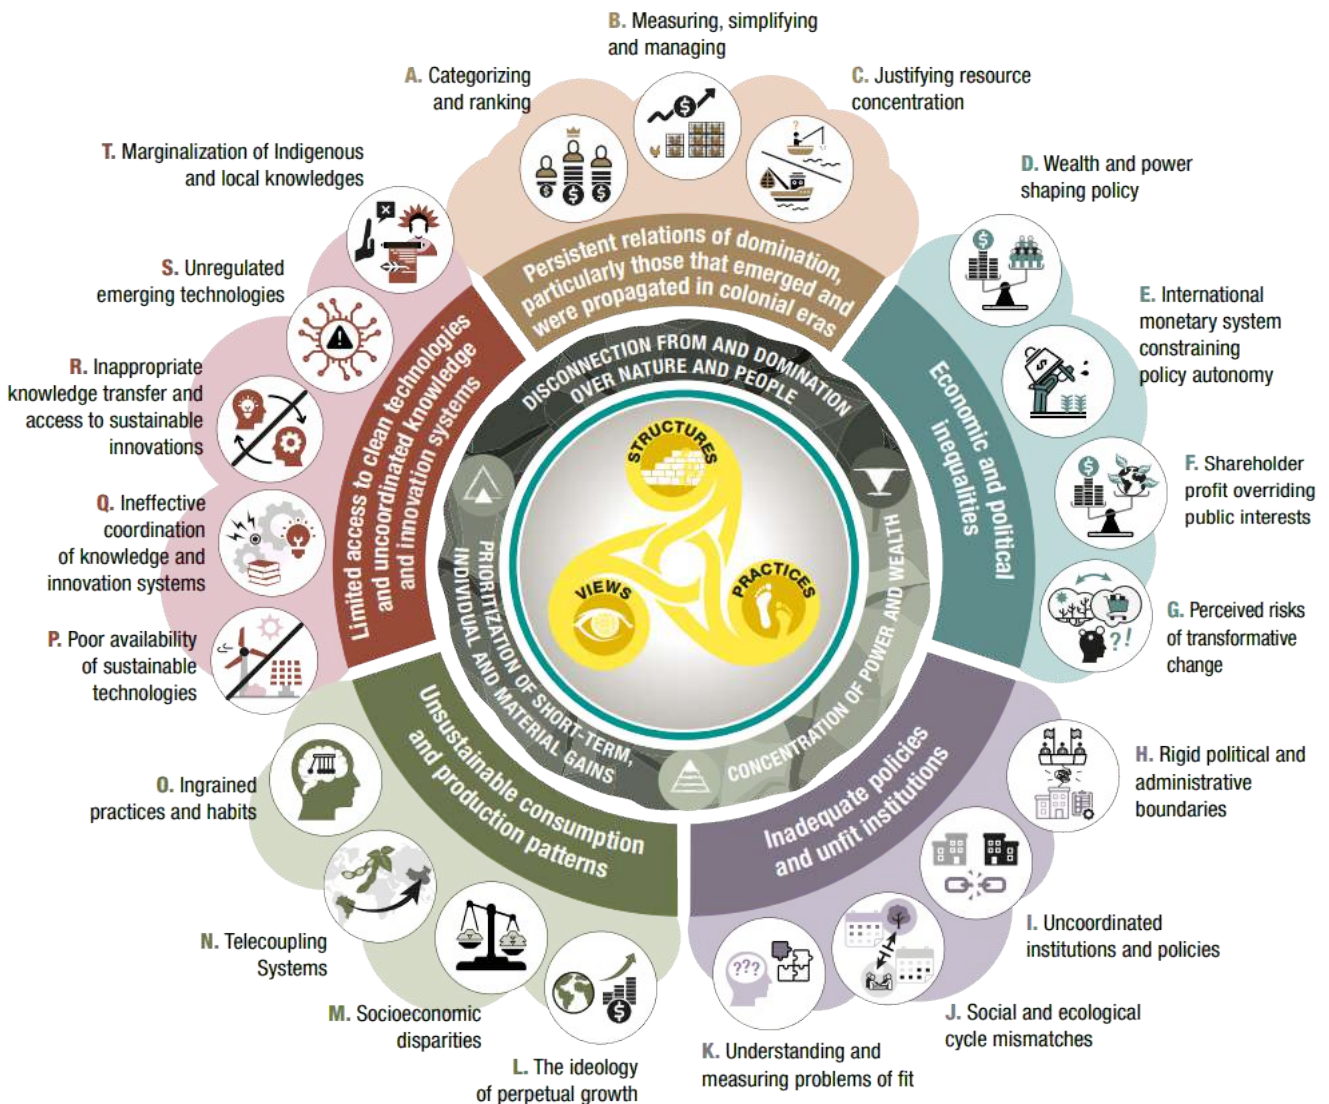 B. Measuring, simplifying
and managing
A. Categorizing
and ranking
C. Justifying resource
concentration
T. Marginalization of Indigenous
and local knowledges
D. Wealth and power
shaping policy
S. Unregulated
emerging technologies
E. International
monetary system
constraining
policy autonomy
R. Inappropriate
knowledge transfer and
access to sustainable
innovations
F. Shareholder
profit overriding
public interests
Q. Ineffective
coordination
of knowledge and
innovation systems
G. Perceived risks
of transformative
change
P. Poor availability
of sustainable
technologies
H. Rigid political and
administrative
boundaries
O. Ingrained
practices and habits
I. Uncoordinated
institutions and policies
N. Telecoupling
Systems
J. Social and ecological
cycle mismatches
M. Socioeconomic
disparities
K. Understanding and
measuring problems of fit
L. The ideology
of perpetual growth
Persistent relations of domination,
particularly those that emerged and
were propagated in colonial eras
Economic and political
inequalities
Inadequate policies
and unfit institutions
Unsustainable consumption
and production patterns
Limited access to clean technologies
and uncoordinated knowledge
and innovation systems
DISCONNECTION FROM AND DOMINATION
OVER NATURE AND PEOPLE
CONCENTRATION OF POWER AND WEALTH
PRIORITIZATION OF SHORT-TERM,
INDIVIDUAL AND MATERIAL GAINS
STRUCTURES
VIEWS
PRACTICES
$
$
$
$
?
$
$
$
?!
???
$